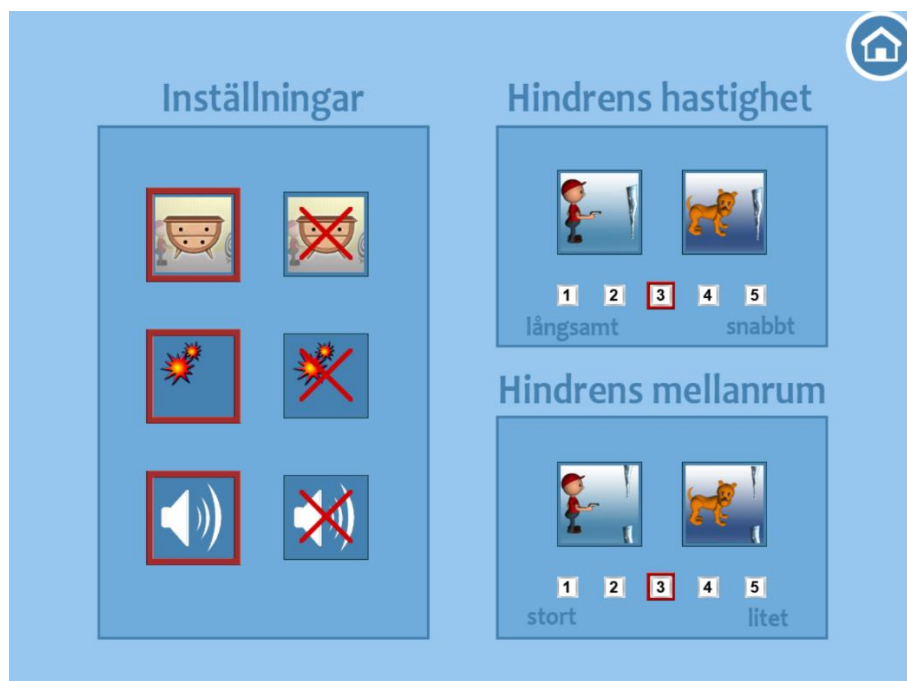 Inställningar
Hindrens hastighet
1 2 3 4 5
långsamt snabbt
Hindrens mellanrum
1 2 3 4 5
stort litet